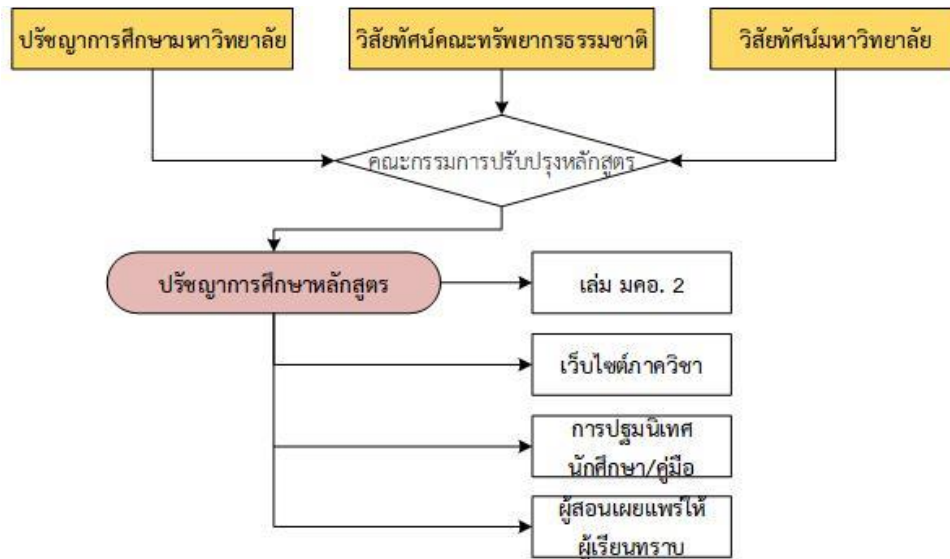 ปรัชญาการศึกษามหาวิทยาลัย
วิสัยทัศน์คณะทรัพยากรธรรมชาติ
วิสัยทัศน์มหาวิทยาลัย
คณะกรรมการปรับปรุงหลักสูตร
ปรัชญาการศึกษาหลักสูตร
เล่ม มคอ. 2
เว็บไซต์ภาควิชา
การปฐมนิเทศ
นักศึกษา/คู่มือ
ผู้สอนเผยแพร่ให้
ผู้เรียนทราบ